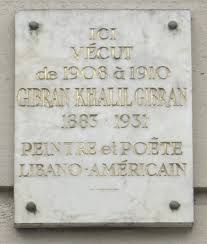 ICI
VÉCUT
de 1908 à 1910
GIBRAN KHALIL GIBRAN
1883-1931
PEINTRE et POÈTE
LIBANO-AMÉRICAIN